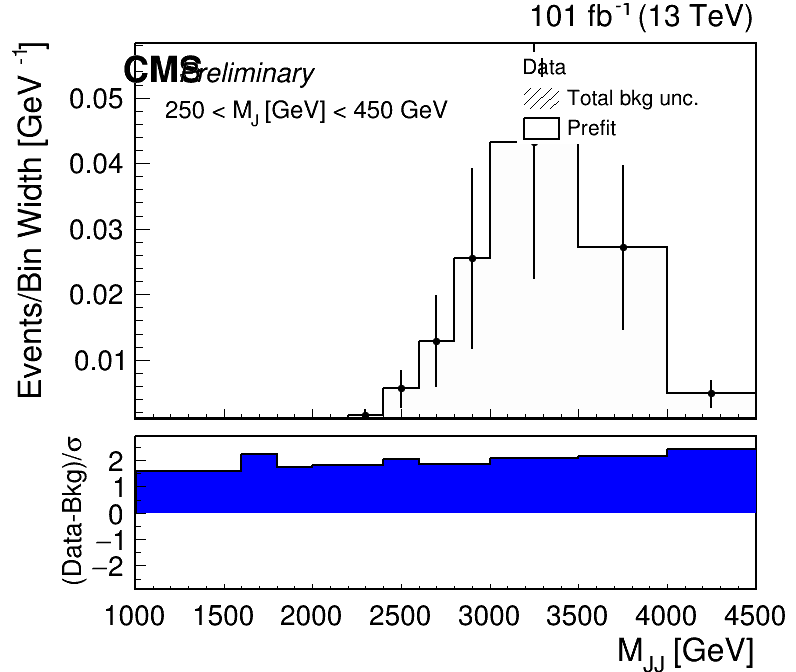 101 fb⁻¹ (13 TeV)
CMS Preliminary
250 < M_J [GeV] < 450 GeV
Data
Total bkg unc.
Prefit
Events/Bin Width [GeV⁻¹]
0.05
0.04
0.03
0.02
0.01
(Data-Bkg)/σ
2
1
0
−1
−2
1000 1500 2000 2500 3000 3500 4000 4500
M_JJ [GeV]